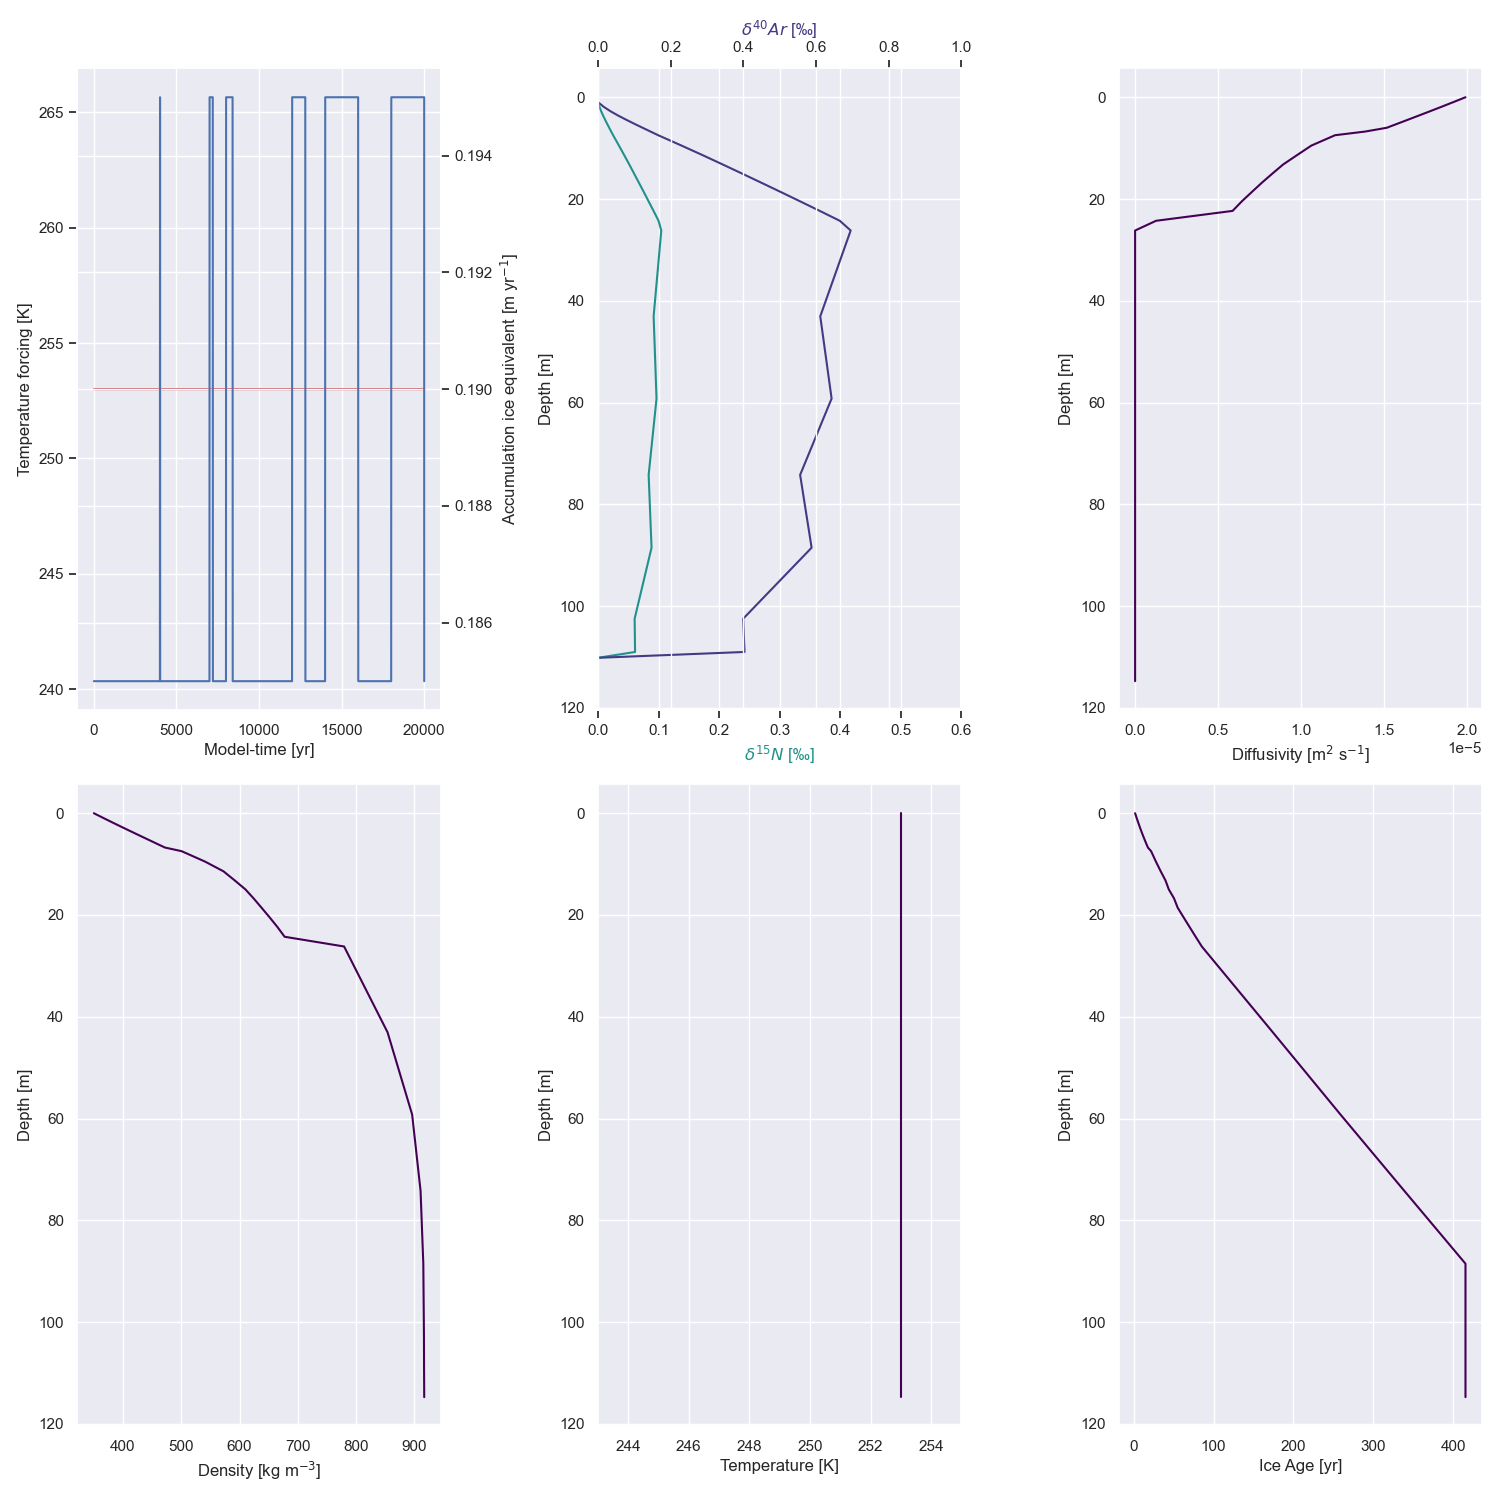 δ⁴⁰Ar [‰]
0.0 0.2 0.4 0.6 0.8 1.0
Temperature forcing [K]
265
260
255
250
245
240
0 5000 10000 15000 20000
Model-time [yr]
0.194
0.192
0.190
0.188
0.186
Accumulation ice equivalent [m yr⁻¹]
Depth [m]
0
20
40
60
80
100
120
0.0 0.1 0.2 0.3 0.4 0.5 0.6
δ¹⁵N [‰]
Depth [m]
0
20
40
60
80
100
120
0.0 0.5 1.0 1.5 2.0
1e−5
Diffusivity [m² s⁻¹]
Depth [m]
0
20
40
60
80
100
120
400 500 600 700 800 900
Density [kg m⁻³]
Depth [m]
0
20
40
60
80
100
120
244 246 248 250 252 254
Temperature [K]
Depth [m]
0
20
40
60
80
100
120
0 100 200 300 400
Ice Age [yr]